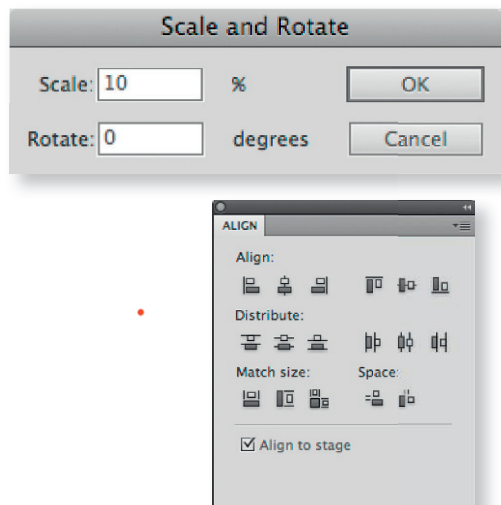 Scale and Rotate
Scale: 10 % OK
Rotate: 0 degrees Cancel
ALIGN
Align:
Distribute:
Match size: Space:
Align to stage